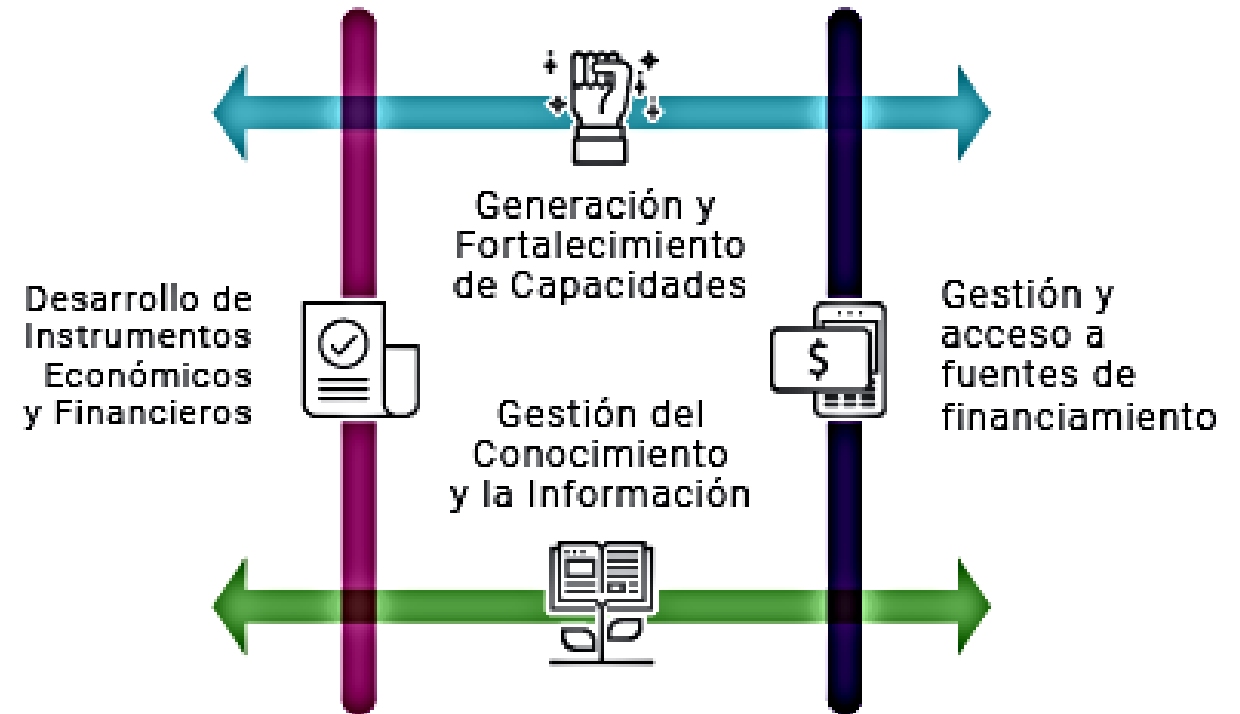 Generación y
Fortalecimiento
de Capacidades
Desarrollo de
Instrumentos
Económicos
y Financieros
$
Gestión y
acceso a
fuentes de
financiamiento
Gestión del
Conocimiento
y la Información